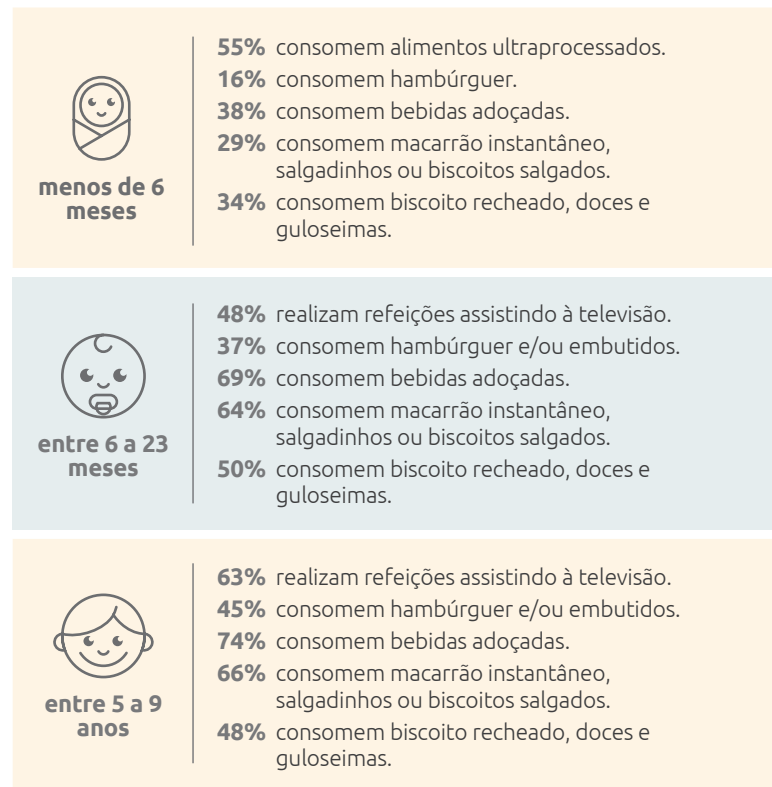 menos de 6
meses
55% consomem alimentos ultraprocessados.
16% consomem hambúrguer.
38% consomem bebidas adoçadas.
29% consomem macarrão instantâneo,
salgadinhos ou biscoitos salgados.
34% consomem biscoito recheado, doces e
guloseimas.
entre 6 a 23
meses
48% realizam refeições assistindo à televisão.
37% consomem hambúrguer e/ou embutidos.
69% consomem bebidas adoçadas.
64% consomem macarrão instantâneo,
salgadinhos ou biscoitos salgados.
50% consomem biscoito recheado, doces e
guloseimas.
entre 5 a 9
anos
63% realizam refeições assistindo à televisão.
45% consomem hambúrguer e/ou embutidos.
74% consomem bebidas adoçadas.
66% consomem macarrão instantâneo,
salgadinhos ou biscoitos salgados.
48% consomem biscoito recheado, doces e
guloseimas.